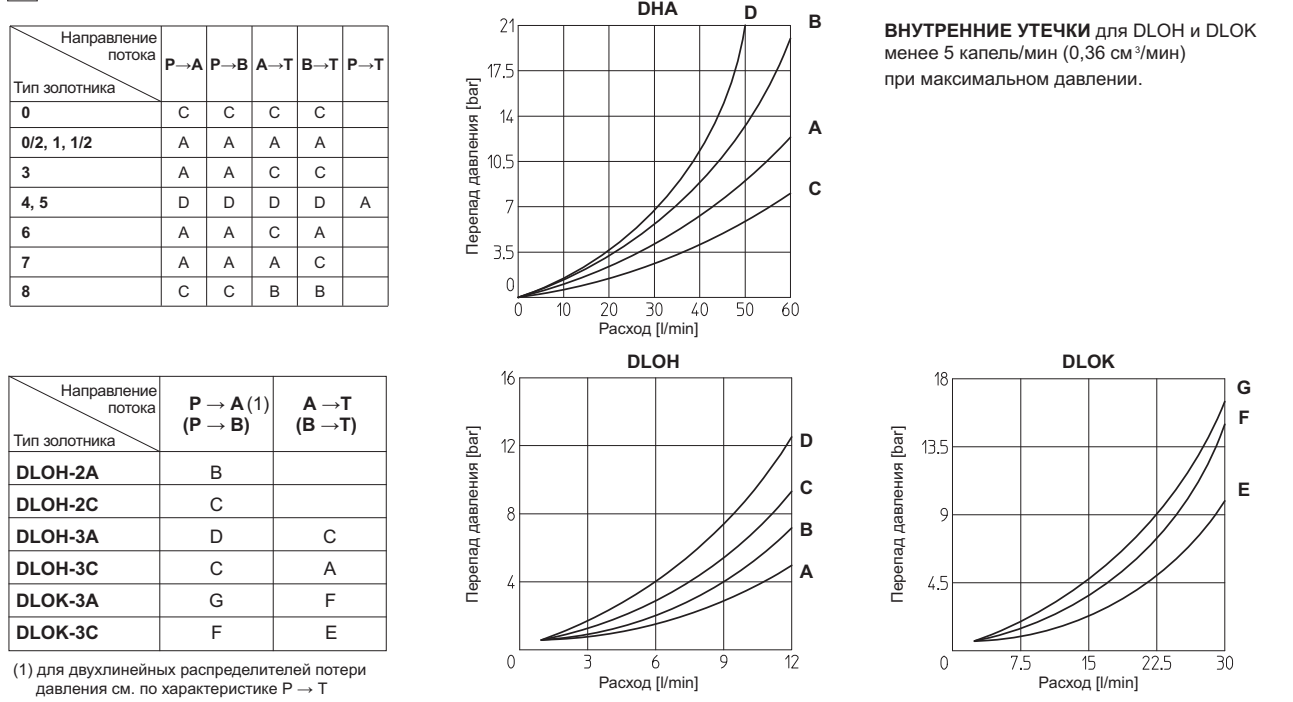 Направление
потока
Тип золотника
P→A P→B A→T B→T P→T
0 C C C C
0/2, 1, 1/2 A A A A
3 A A C C
4, 5 D D D D A
6 A A C A
7 A A A C
8 C C B B
DHA
D
B
A
C
Перепад давления [bar]
21
17.5
14
10,5
7
3.5
0
0 10 20 30 40 50 60
Расход [l/min]
ВНУТРЕННИЕ УТЕЧКИ для DLOH и DLOK
менее 5 капель/мин (0,36 см³/мин)
при максимальном давлении.
Направление
потока
Тип золотника
P → A (1)
(P → B)
A →T
(B →T)
DLOH-2A B
DLOH-2C C
DLOH-3A D C
DLOH-3C C A
DLOK-3A G F
DLOK-3C F E
(1) для двухлинейных распределителей потери
давления см. по характеристике P → T
DLOH
Перепад давления [bar]
16
12
8
4
D
C
B
A
0 3 6 9 12
Расход [l/min]
DLOK
Перепад давления [bar]
18
13.5
9
4.5
G
F
E
0 7.5 15 22.5 30
Расход [l/min]